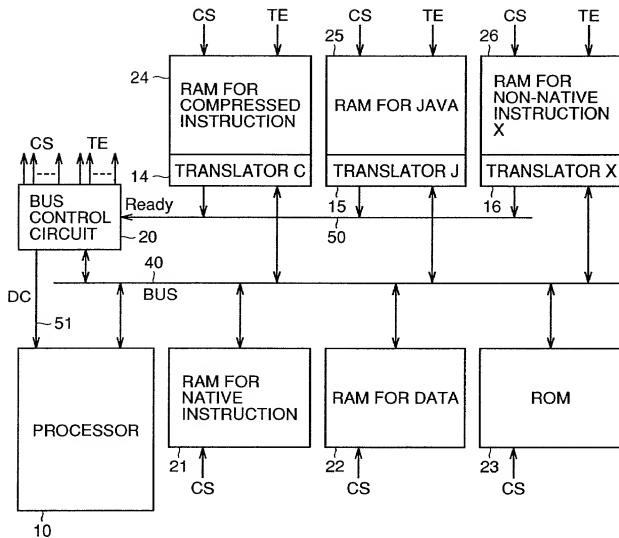 CS TE CS TE CS TE
24 25 26
RAM FOR
COMPRESSED
INSTRUCTION
RAM FOR JAVA
RAM FOR
NON-NATIVE
INSTRUCTION
X
TRANSLATOR C
TRANSLATOR J
TRANSLATOR X
14 15 16
CS TE
BUS
CONTROL
CIRCUIT
Ready
20
50
40
BUS
DC
51
PROCESSOR
10
RAM FOR
NATIVE
INSTRUCTION
RAM FOR DATA
ROM
21 22 23
CS CS CS